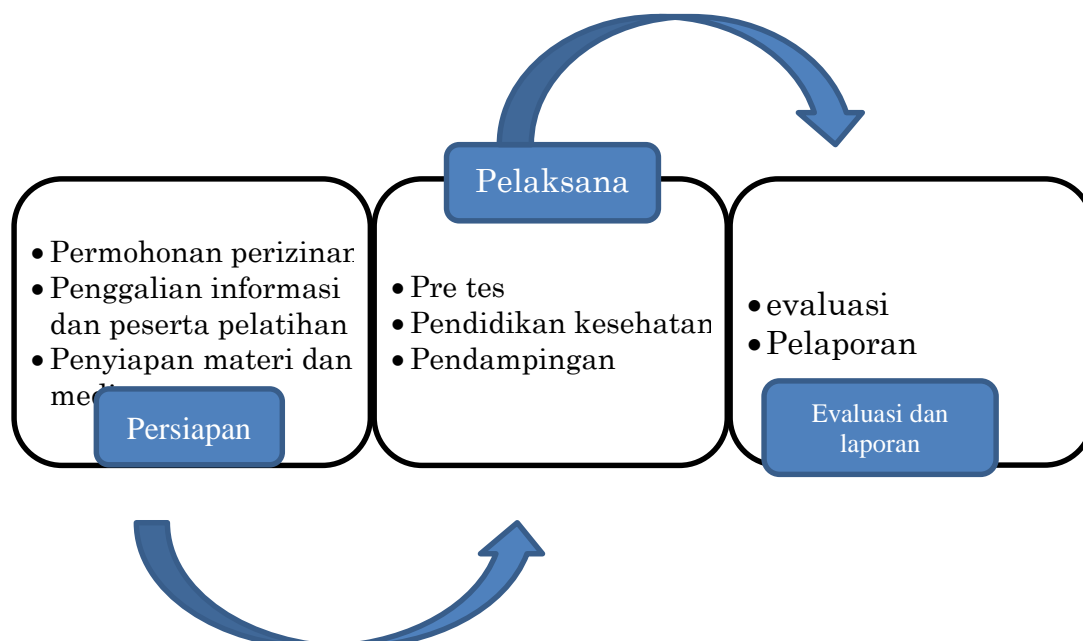 • Permohonan perizinan
• Penggalian informasi
dan peserta pelatihan
• Penyiapan materi dan
Persiapan
Pelaksana
• Pre tes
• Pendidikan kesehatan
• Pendampingan
• evaluasi
• Pelaporan
Evaluasi dan
laporan